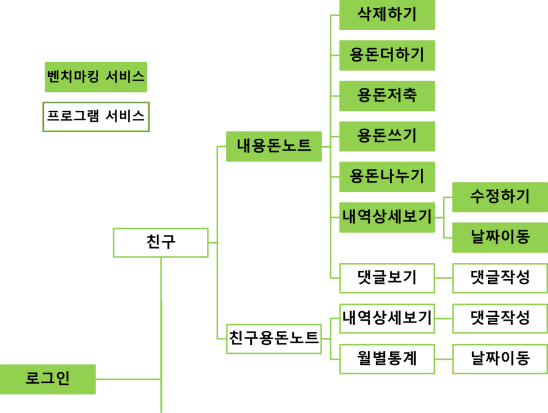 삭제하기
용돈더하기
벤치마킹 서비스
용돈저축
프로그램 서비스
용돈쓰기
내용돈노트
용돈나누기
수정하기
내역상세보기
날짜이동
친구
댓글보기 댓글작성
내역상세보기 댓글작성
친구용돈노트
월별통계 날짜이동
로그인